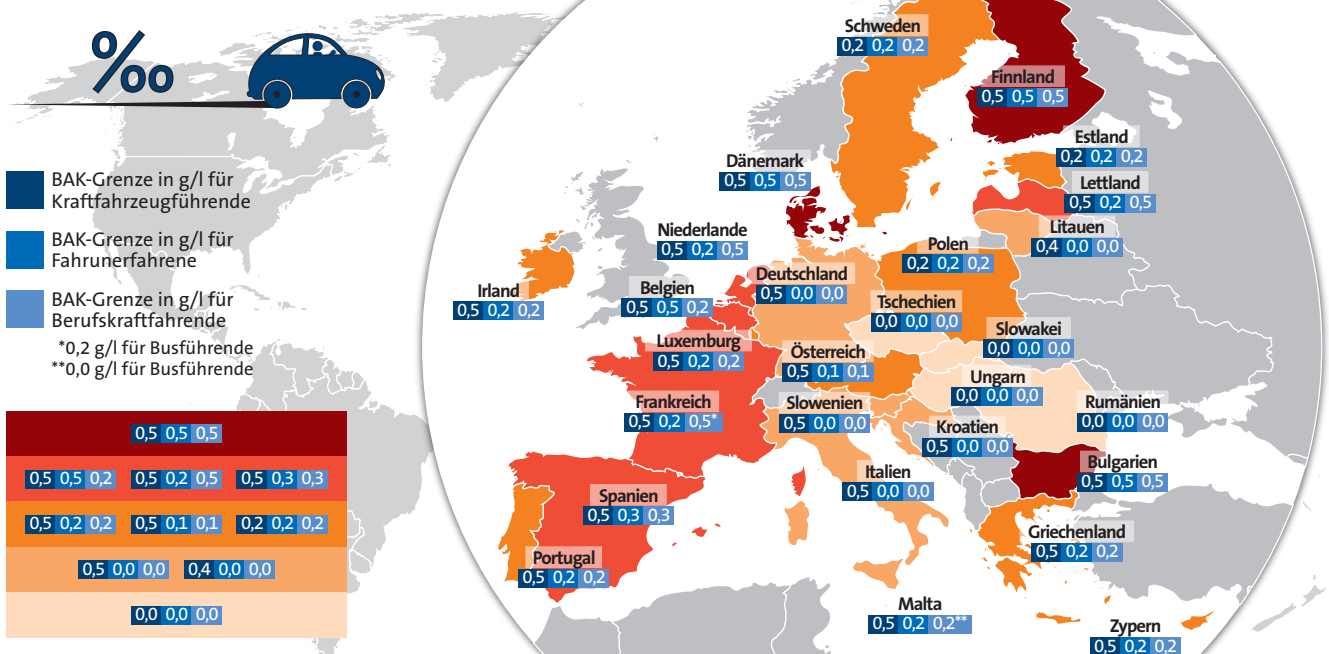 %o
BAK-Grenze in g/l für
Kraftfahrzeugführende
BAK-Grenze in g/l für
Fahrunerfahrene
BAK-Grenze in g/l für
Berufskraftfahrende
*0,2 g/l für Busführende
**0,0 g/l für Busführende
0,5 0,5 0,5
0,5 0,5 0,2 0,5 0,2 0,5 0,5 0,3 0,3
0,5 0,2 0,2 0,5 0,1 0,1 0,2 0,2 0,2
0,5 0,0 0,0 0,4 0,0 0,0
0,0 0,0 0,0
Schweden
0,2 0,2 0,2
Finnland
0,5 0,5 0,5
Estland
0,2 0,2 0,2
Dänemark
0,5 0,5 0,5
Lettland
0,5 0,2 0,5
Litauen
0,4 0,0 0,0
Niederlande
0,5 0,2 0,5
Polen
0,2 0,2 0,2
Deutschland
0,5 0,0 0,0
Irland
0,5 0,2 0,2
Belgien
0,5 0,5 0,2
Tschechien
0,0 0,0 0,0
Slowakei
0,0 0,0 0,0
Luxemburg
0,5 0,2 0,2
Österreich
0,5 0,1 0,1
Ungarn
0,0 0,0 0,0
Frankreich
0,5 0,2 0,5*
Slowenien
0,5 0,0 0,0
Rumänien
0,0 0,0 0,0
Kroatien
0,5 0,0 0,0
Italien
0,5 0,0 0,0
Bulgarien
0,5 0,5 0,5
Spanien
0,5 0,3 0,3
Griechenland
0,5 0,2 0,2
Portugal
0,5 0,2 0,2
Malta
0,5 0,2 0,2**
Zypern
0,5 0,2 0,2